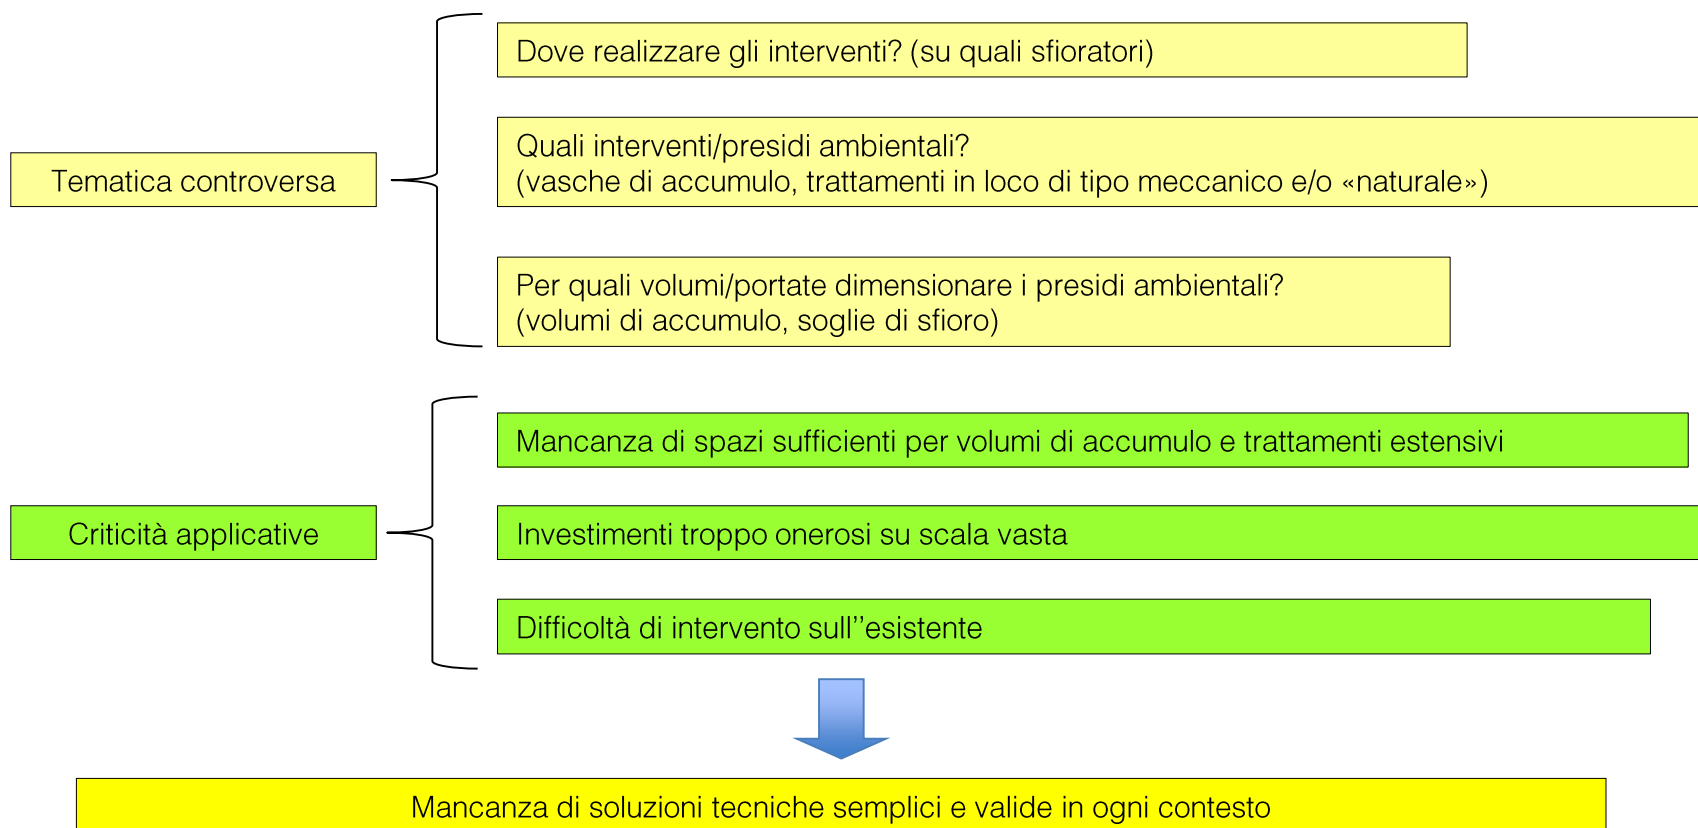 Dove realizzare gli interventi? (su quali sfioratori)
Tematica controversa
Quali interventi/presidi ambientali?
(vasche di accumulo, trattamenti in loco di tipo meccanico e/o «naturale»)
Per quali volumi/portate dimensionare i presidi ambientali?
(volumi di accumulo, soglie di sfioro)
Mancanza di spazi sufficienti per volumi di accumulo e trattamenti estensivi
Criticità applicative
Investimenti troppo onerosi su scala vasta
Difficoltà di intervento sull’’esistente
Mancanza di soluzioni tecniche semplici e valide in ogni contesto